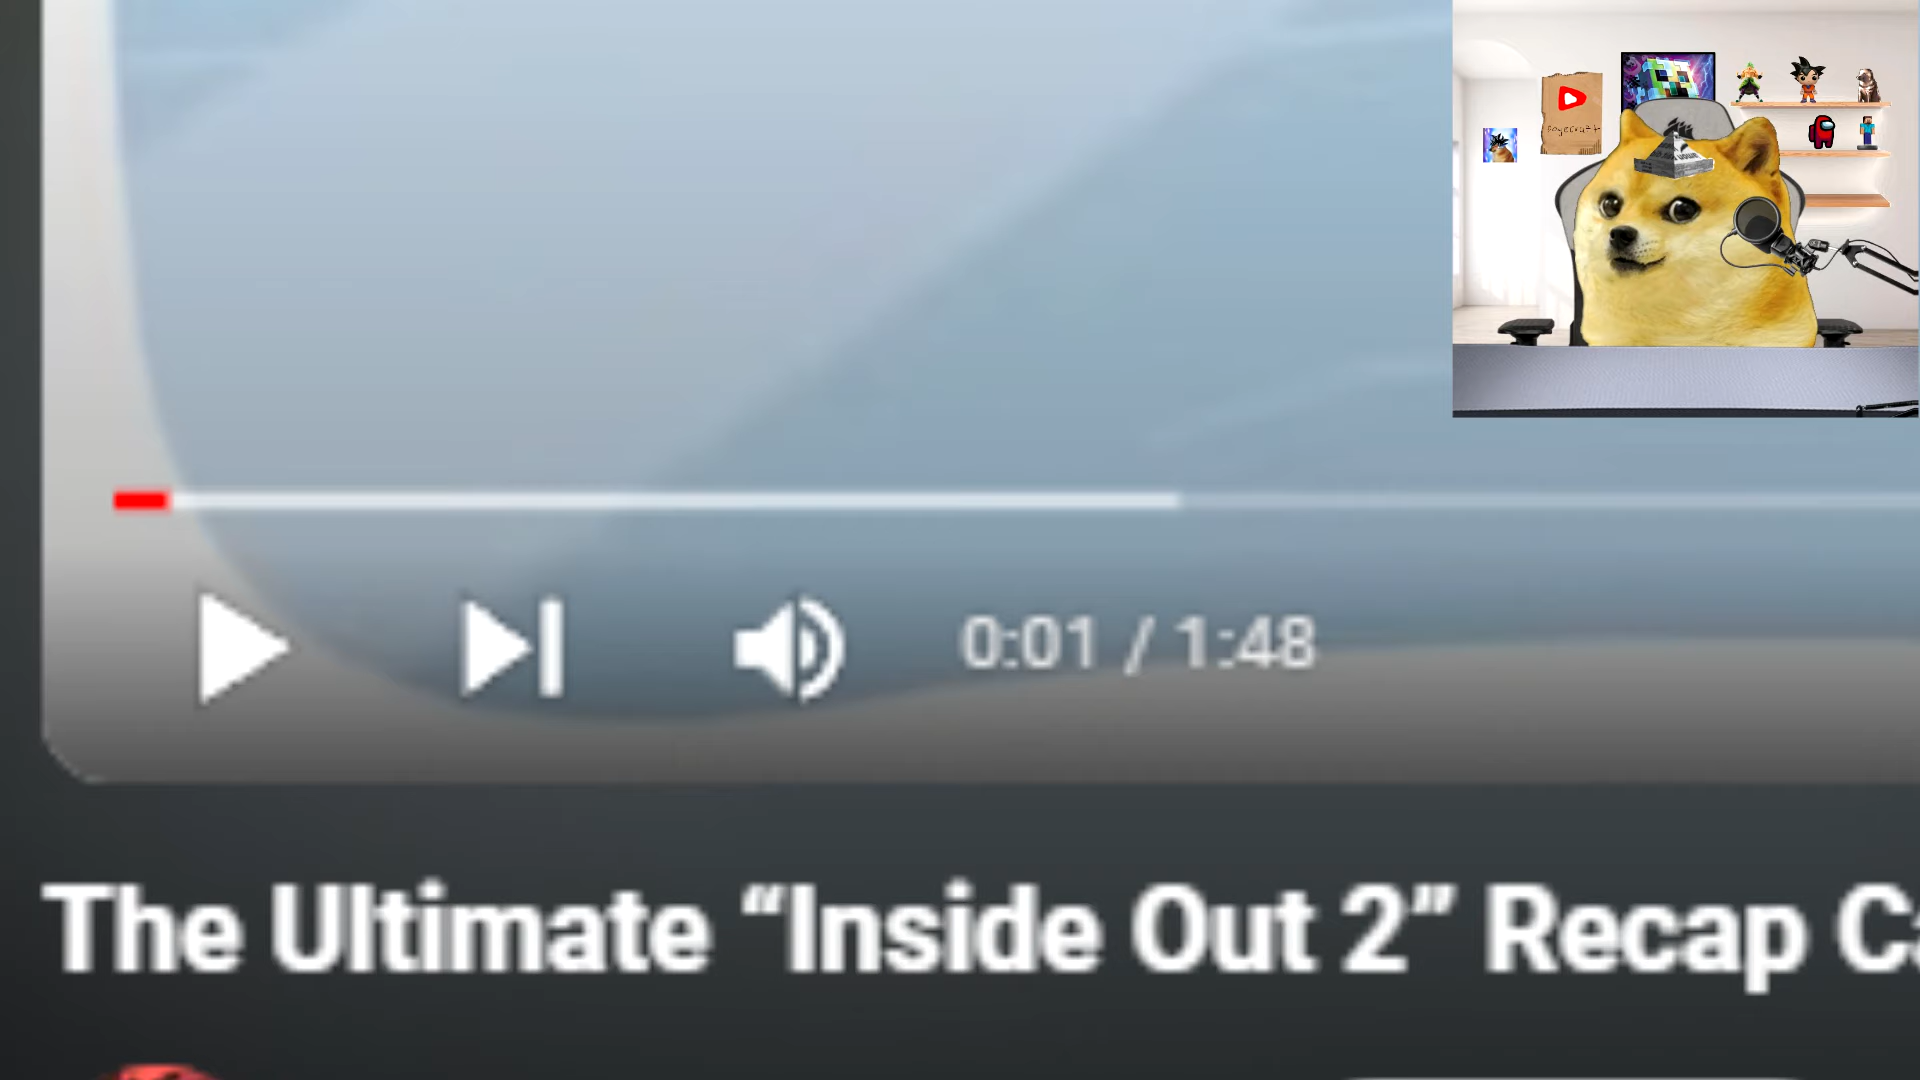 0:01 / 1:48
The Ultimate “Inside Out 2” Recap